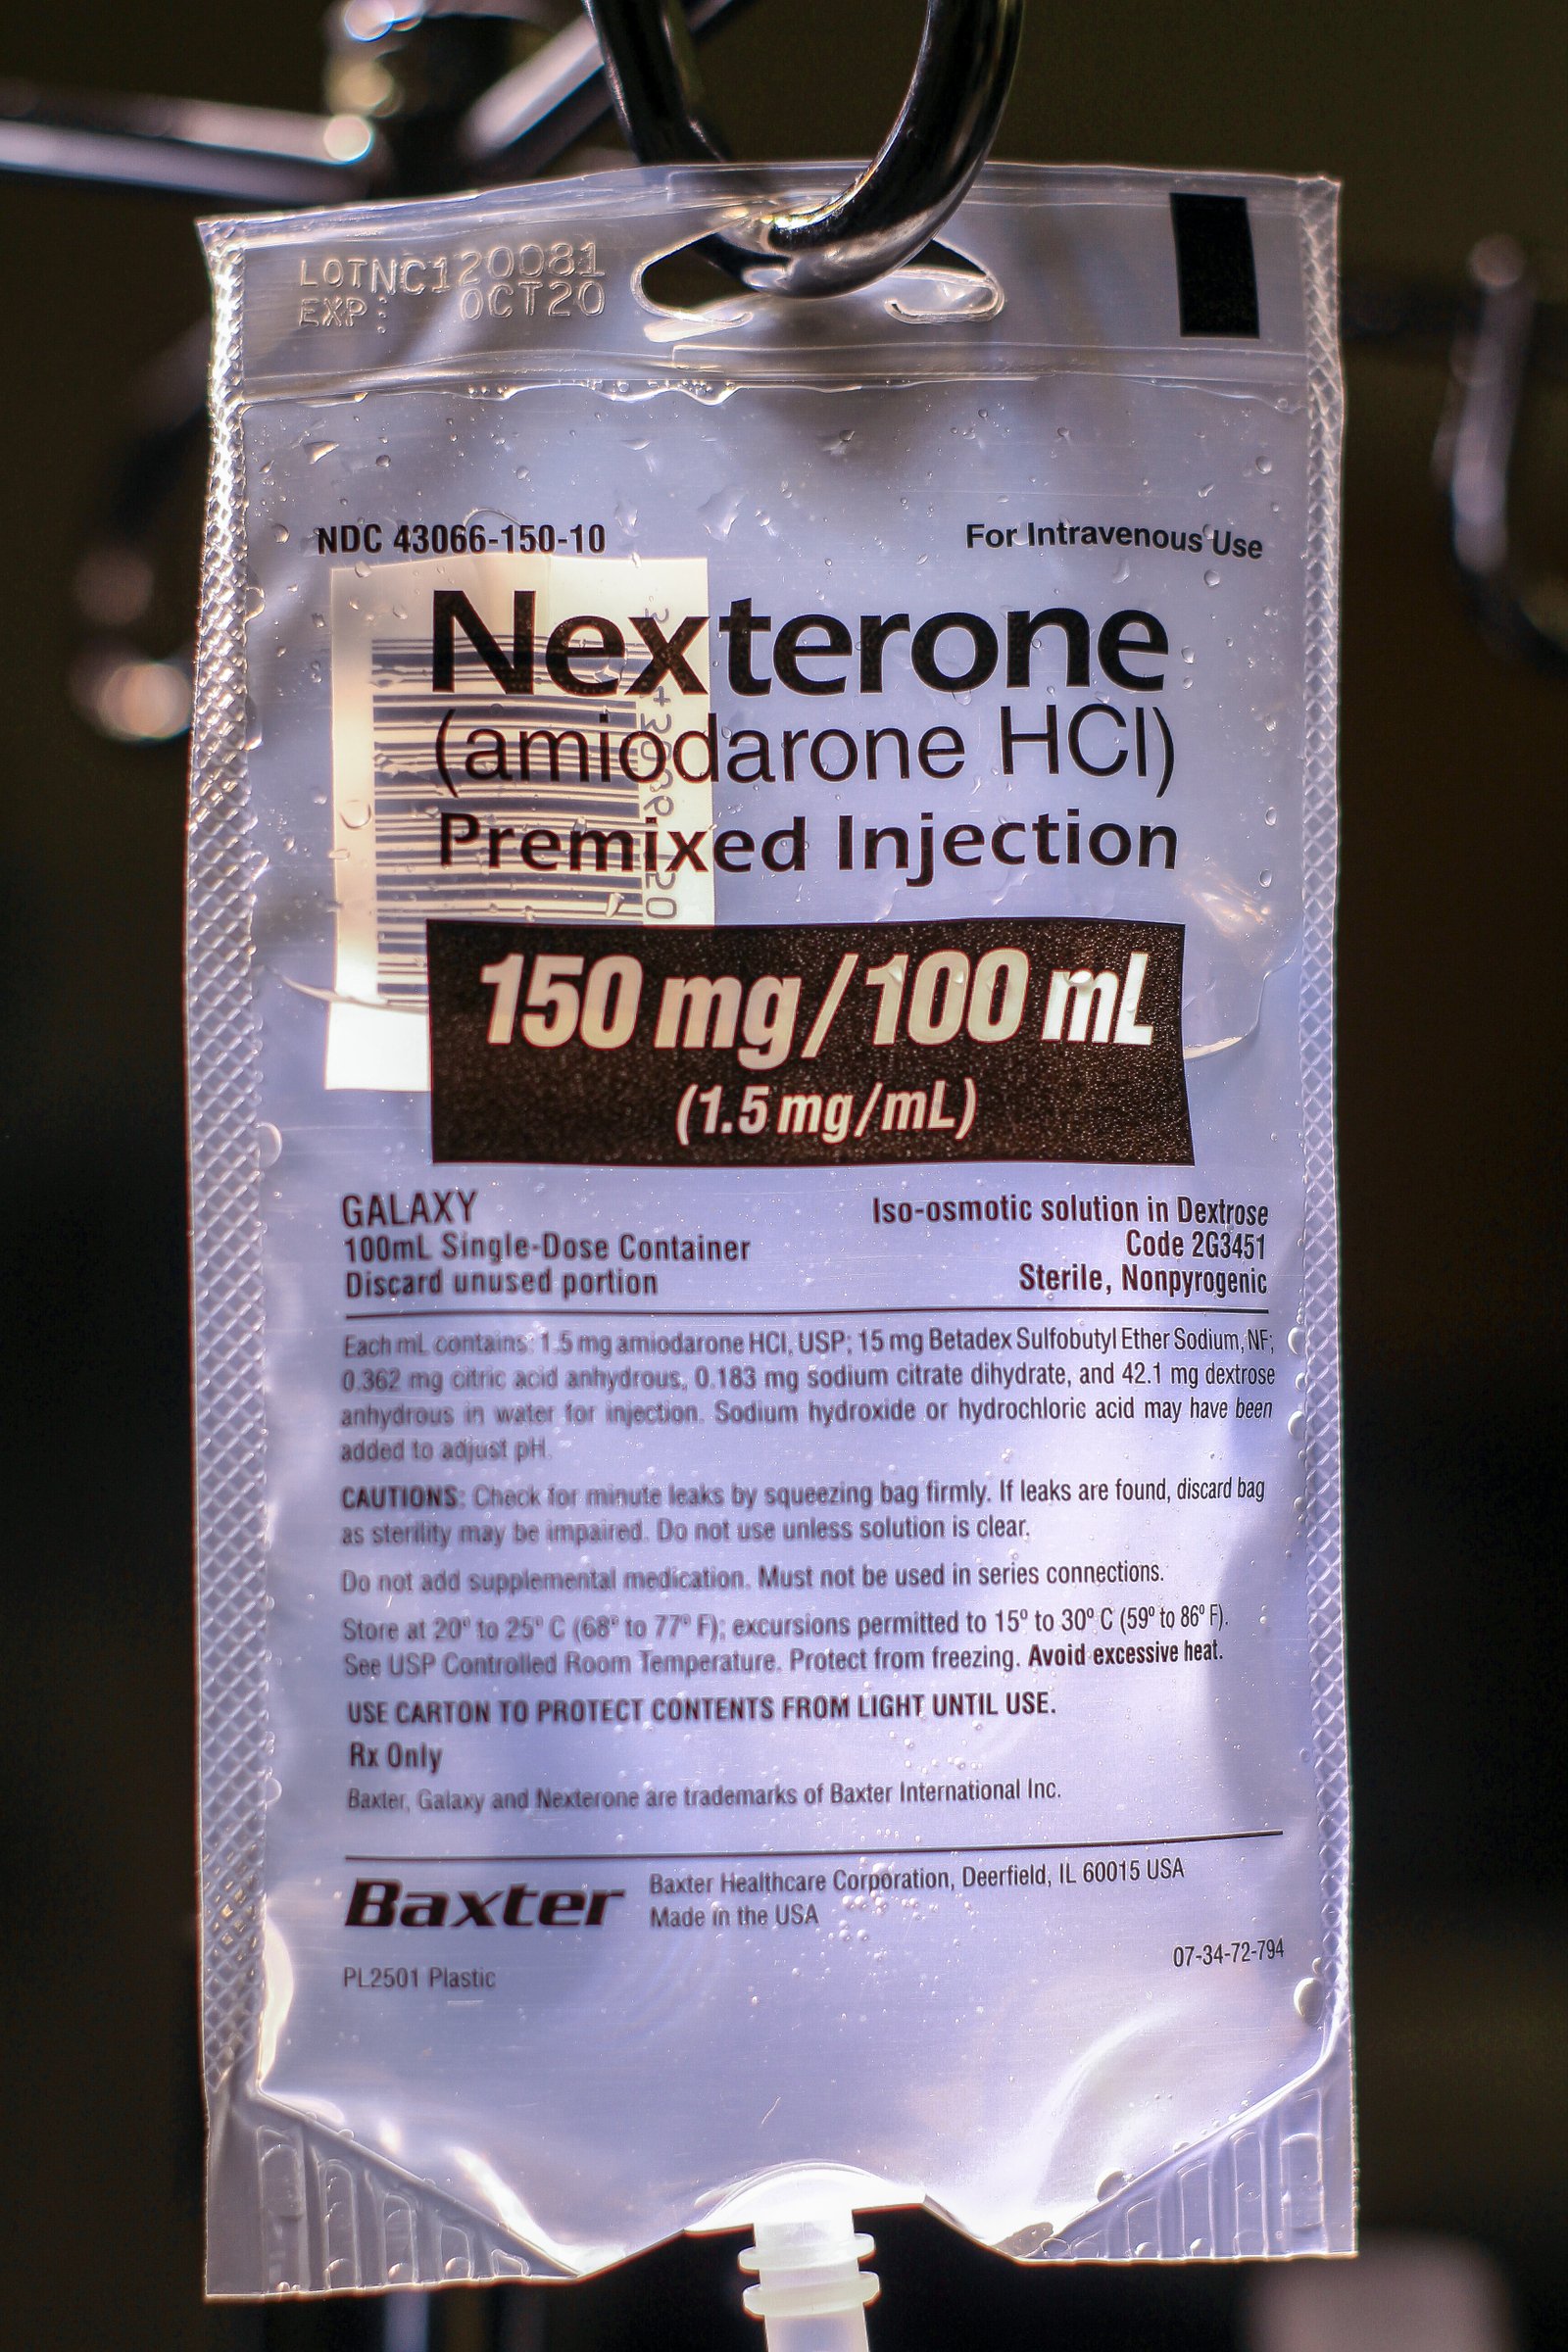 LOTNC120081
EXP: OCT20
NDC 43066-150-10
For Intravenous Use
Nexterone
(amiodarone HCl)
Premixed Injection
150 mg/100 mL
(1.5 mg/mL)
GALAXY
100mL Single-Dose Container
Discard unused portion
Iso-osmotic solution in Dextrose
Code 2G3451
Sterile, Nonpyrogenic
Each mL contains: 1.5 mg amiodarone HCl, USP; 15 mg Betadex Sulfobutyl Ether Sodium, NF;
0.362 mg citric acid anhydrous, 0.183 mg sodium citrate dihydrate, and 42.1 mg dextrose
anhydrous in water for injection. Sodium hydroxide or hydrochloric acid may have been
added to adjust pH.
CAUTIONS: Check for minute leaks by squeezing bag firmly. If leaks are found, discard bag
as sterility may be impaired. Do not use unless solution is clear.
Do not add supplemental medication. Must not be used in series connections.
Store at 20º to 25º C (68º to 77º F); excursions permitted to 15º to 30º C (59º to 86º F).
See USP Controlled Room Temperature. Protect from freezing. Avoid excessive heat.
USE CARTON TO PROTECT CONTENTS FROM LIGHT UNTIL USE.
Rx Only
Baxter, Galaxy and Nexterone are trademarks of Baxter International Inc.
Baxter
Baxter Healthcare Corporation, Deerfield, IL 60015 USA
Made in the USA
07-34-72-794
PL2501 Plastic